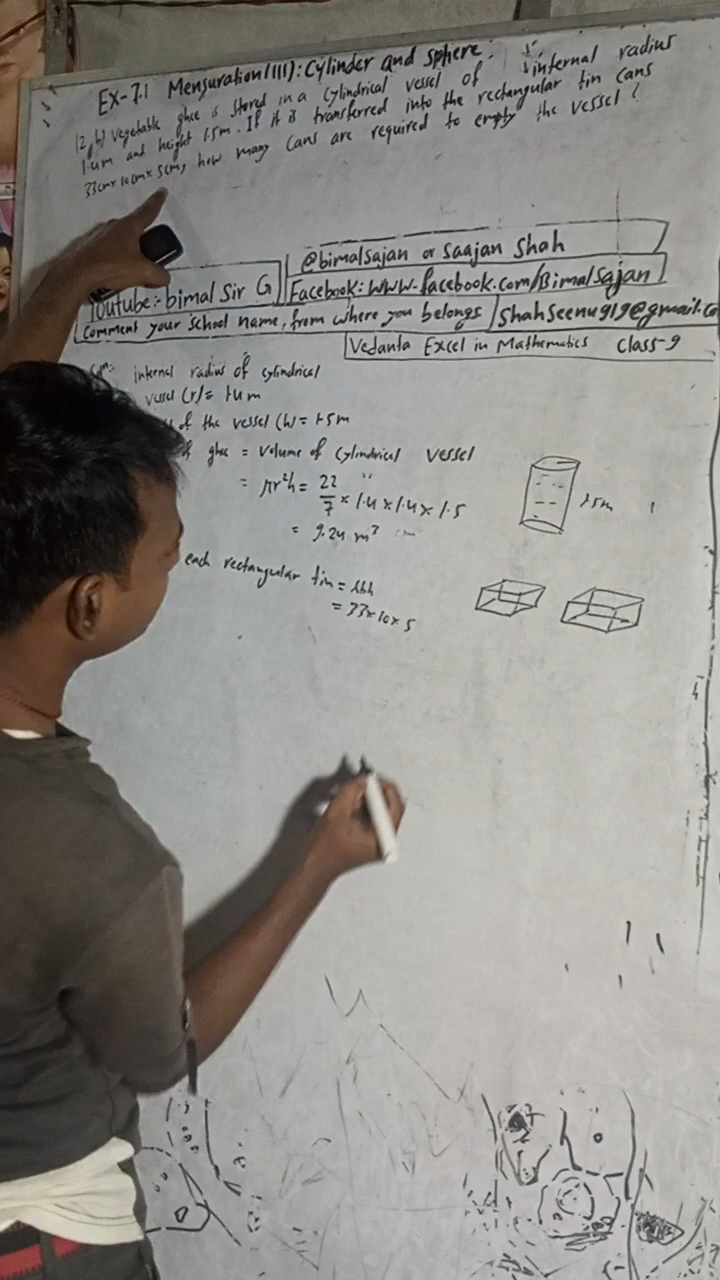 EX-7.1 Mensuration(III): Cylinder and sphere:
12, b) vegetable ghee is stored in a cylindrical vessel of internal radius
1.4m and height 1.5m. If it is transferred into the rectangular tin cans
33cm×10cm×5cm, how many cans are required to empty the vessel?
@bimalsajan or saajan shah
Youtube:- bimal Sir G
Facebook: www.facebook.com/Bimalsajan
Comment your school name, from where you belongs
shahseenu919@gmail.co
Vedanta Excel in Mathematics Class-9
internal radius of cylindrical
vessel (r) = 1.4m
of the vessel (h) = 1.5m
ghee = volume of cylindrical vessel
= πr²h = 22/7 × 1.4 × 1.4 × 1.5
= 9.24 m³
1.5m
each rectangular tin = lbh
= 33×10×5